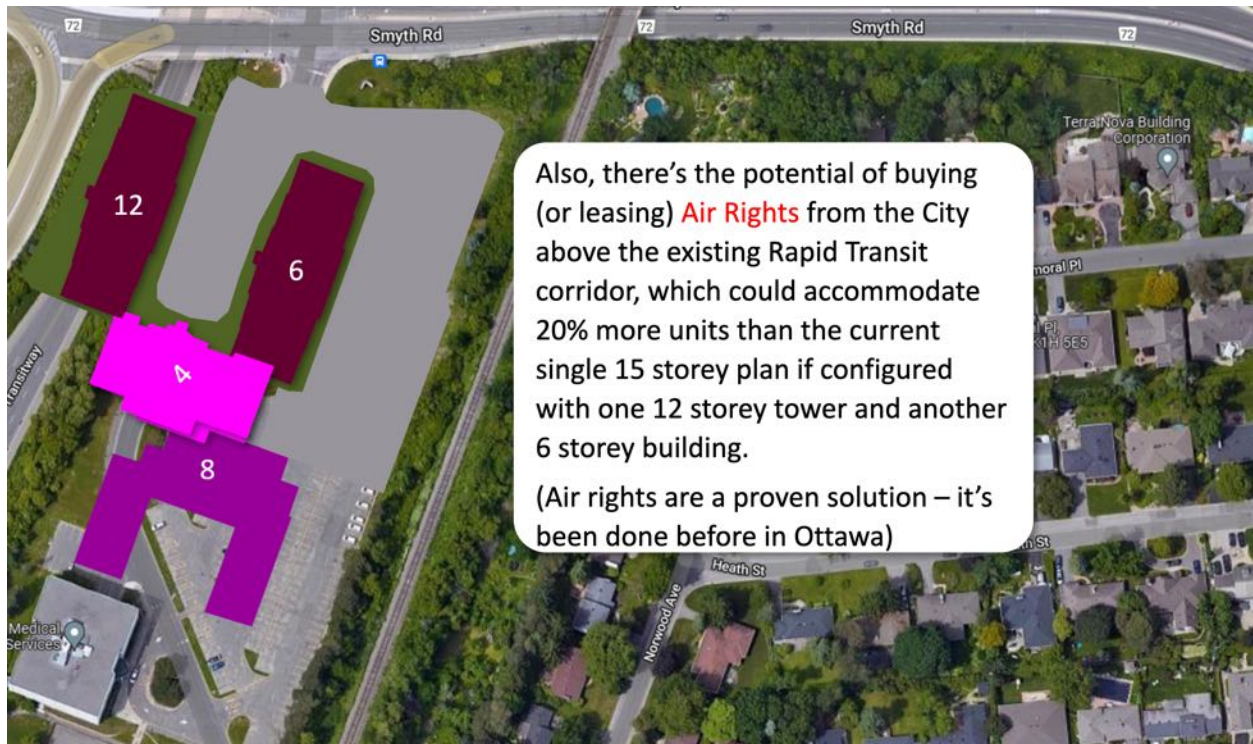 72
Smyth Rd
72
Smyth Rd
72
Terra Nova Building
Corporation
12
6
4
8
Transitway
Also, there’s the potential of buying
(or leasing) Air Rights from the City
above the existing Rapid Transit
corridor, which could accommodate
20% more units than the current
single 15 storey plan if configured
with one 12 storey tower and another
6 storey building.
(Air rights are a proven solution – it’s
been done before in Ottawa)
Heath St
Norwood Ave
Medical
Services